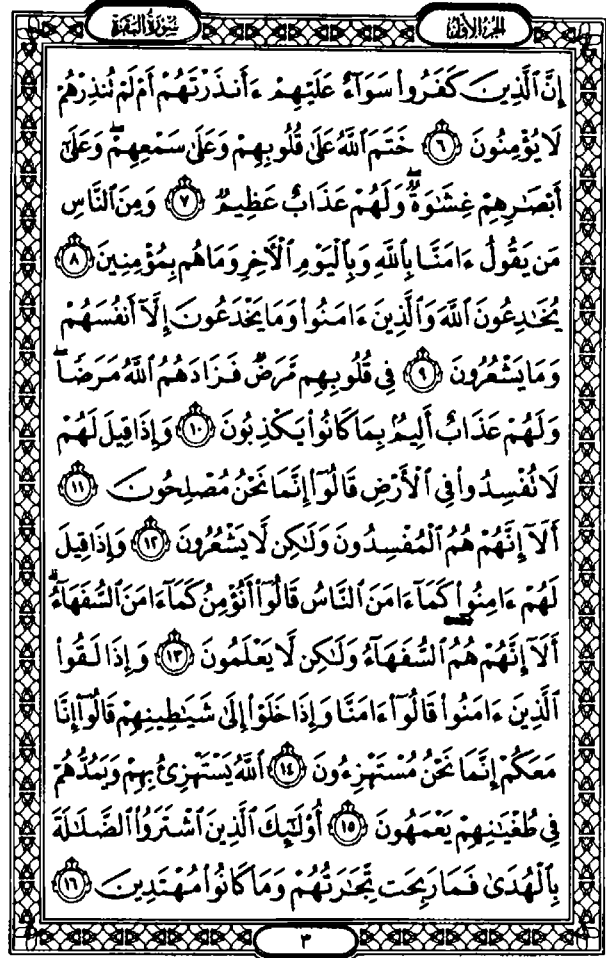 الجزء الأول
سورة البقرة
إِنَّ ٱلَّذِينَ كَفَرُوا۟ سَوَآءٌ عَلَيْهِمْ ءَأَنذَرْتَهُمْ أَمْ لَمْ تُنذِرْهُمْ
لَا يُؤْمِنُونَ ٦ خَتَمَ ٱللَّهُ عَلَىٰ قُلُوبِهِمْ وَعَلَىٰ سَمْعِهِمْ ۖ وَعَلَىٰٓ
أَبْصَٰرِهِمْ غِشَٰوَةٌ ۖ وَلَهُمْ عَذَابٌ عَظِيمٌ ٧ وَمِنَ ٱلنَّاسِ
مَن يَقُولُ ءَامَنَّا بِٱللَّهِ وَبِٱلْيَوْمِ ٱلْأَخِرِ وَمَا هُم بِمُؤْمِنِينَ ٨
يُخَٰدِعُونَ ٱللَّهَ وَٱلَّذِينَ ءَامَنُوا۟ وَمَا يَخْدَعُونَ إِلَّآ أَنفُسَهُمْ
وَمَا يَشْعُرُونَ ٩ فِى قُلُوبِهِم مَّرَضٌ فَزَادَهُمُ ٱللَّهُ مَرَضًا ۖ
وَلَهُمْ عَذَابٌ أَلِيمٌۢ بِمَا كَانُوا۟ يَكْذِبُونَ ١٠ وَإِذَا قِيلَ لَهُمْ
لَا تُفْسِدُوا۟ فِى ٱلْأَرْضِ قَالُوٓا۟ إِنَّمَا نَحْنُ مُصْلِحُونَ ١١
أَلَآ إِنَّهُمْ هُمُ ٱلْمُفْسِدُونَ وَلَٰكِن لَّا يَشْعُرُونَ ١٢ وَإِذَا قِيلَ
لَهُمْ ءَامِنُوا۟ كَمَآ ءَامَنَ ٱلنَّاسُ قَالُوٓا۟ أَنُؤْمِنُ كَمَآ ءَامَنَ ٱلسُّفَهَآءُ ۗ
أَلَآ إِنَّهُمْ هُمُ ٱلسُّفَهَآءُ وَلَٰكِن لَّا يَعْلَمُونَ ١٣ وَإِذَا لَقُوا۟
ٱلَّذِينَ ءَامَنُوا۟ قَالُوٓا۟ ءَامَنَّا وَإِذَا خَلَوْا۟ إِلَىٰ شَيَٰطِينِهِمْ قَالُوٓا۟ إِنَّا
مَعَكُمْ إِنَّمَا نَحْنُ مُسْتَهْزِءُونَ ١٤ ٱللَّهُ يَسْتَهْزِئُ بِهِمْ وَيَمُدُّهُمْ
فِى طُغْيَٰنِهِمْ يَعْمَهُونَ ١٥ أُو۟لَٰٓئِكَ ٱلَّذِينَ ٱشْتَرَوُا۟ ٱلضَّلَٰلَةَ
بِٱلْهُدَىٰ فَمَا رَبِحَت تِّجَٰرَتُهُمْ وَمَا كَانُوا۟ مُهْتَدِينَ ١٦
٣